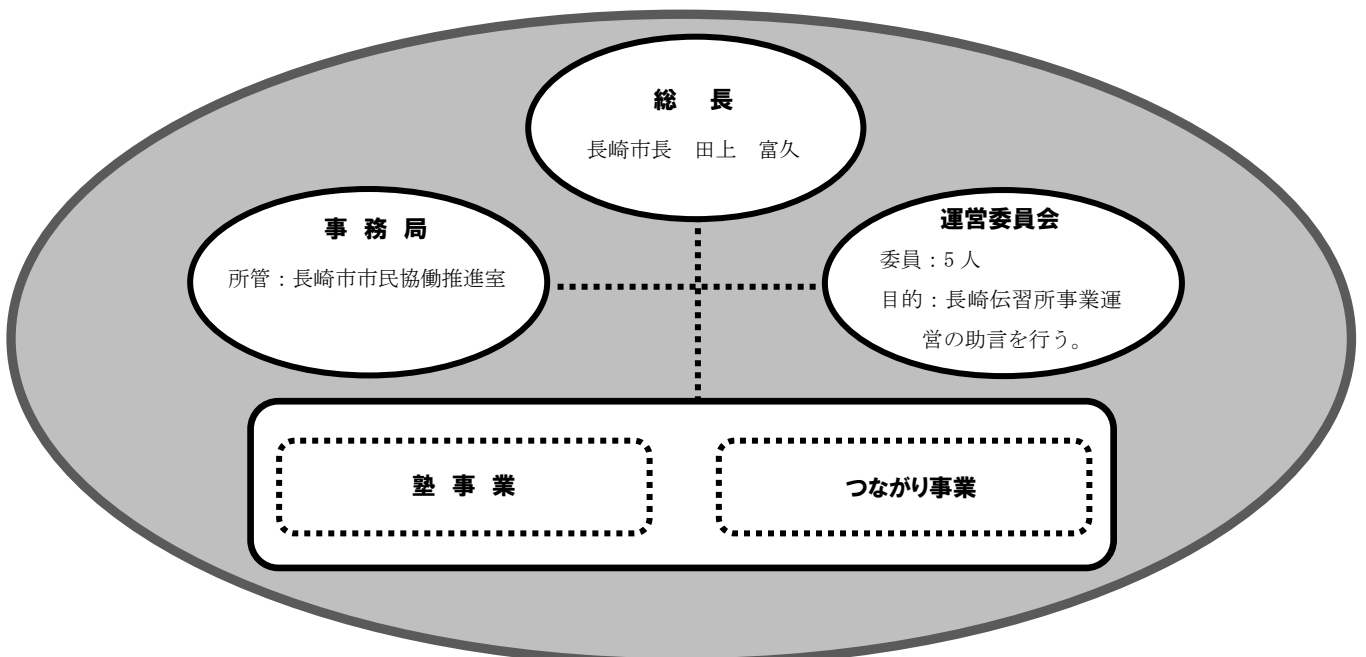 総　長
長崎市長　田上　富久
事 務 局
所管：長崎市市民協働推進室
運営委員会
委員：5 人
目的：長崎伝習所事業運
営の助言を行う。
塾 事 業
つながり事業